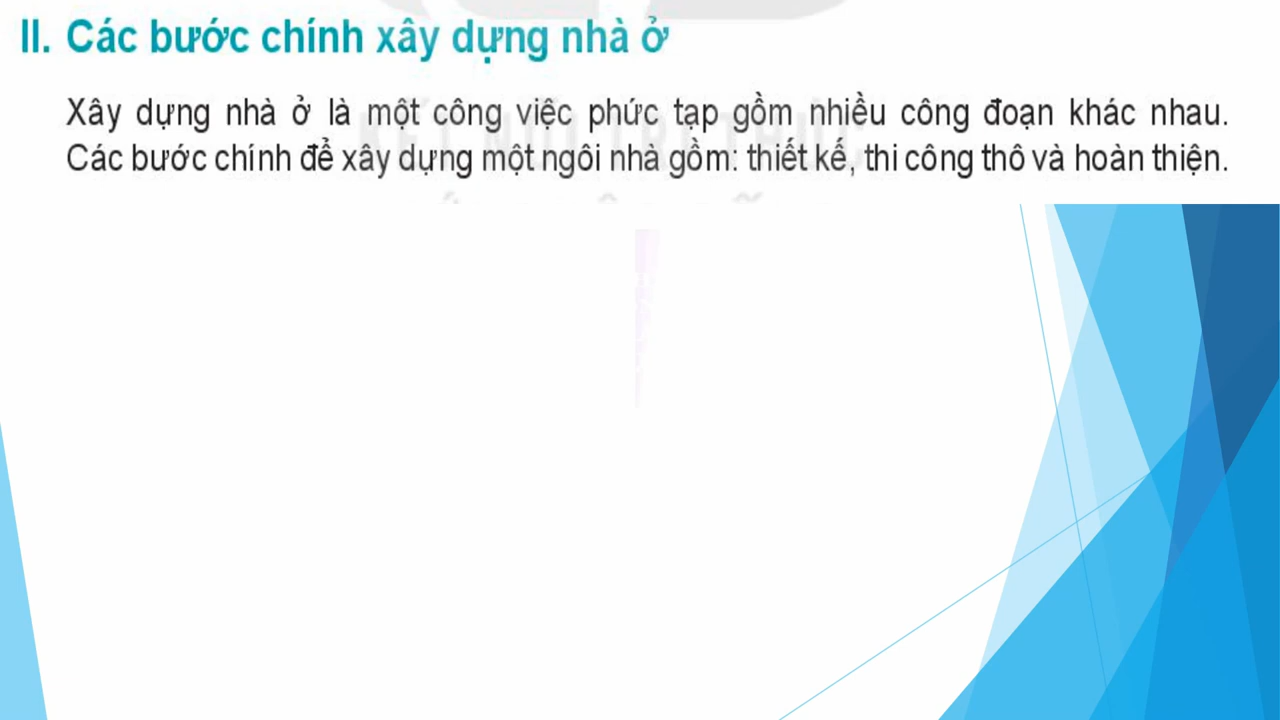 II. Các bước chính xây dựng nhà ở
Xây dựng nhà ở là một công việc phức tạp gồm nhiều công đoạn khác nhau.
Các bước chính để xây dựng một ngôi nhà gồm: thiết kế, thi công thô và hoàn thiện.